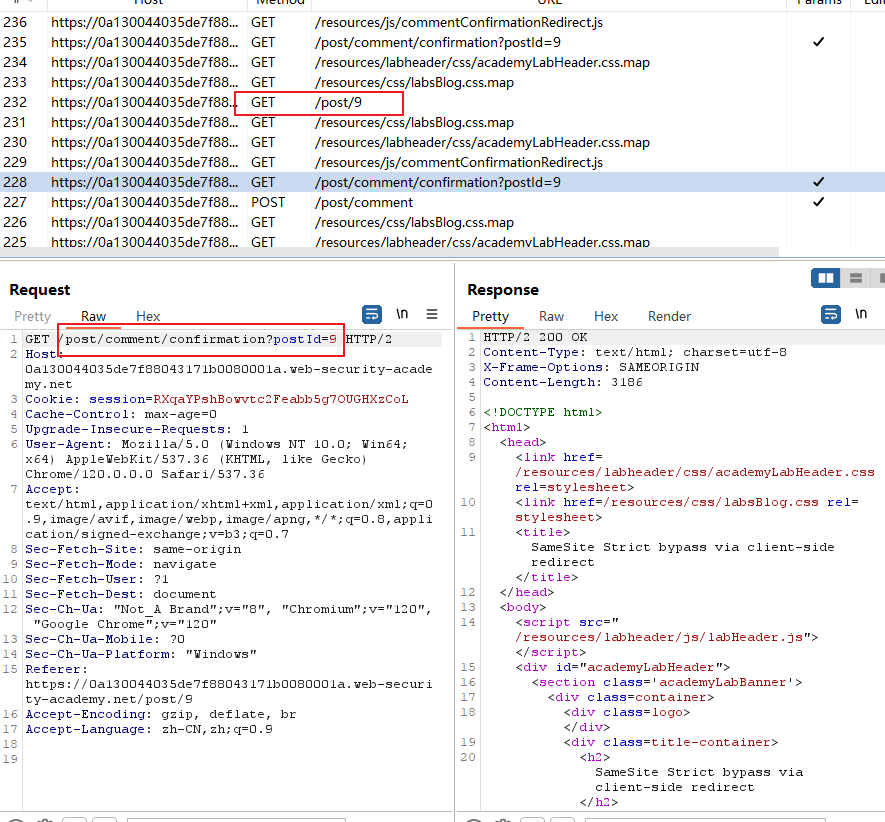 Host Method URL Params
236 https://0a130044035de7f88... GET /resources/js/commentConfirmationRedirect.js
235 https://0a130044035de7f88... GET /post/comment/confirmation?postId=9 ✓
234 https://0a130044035de7f88... GET /resources/labheader/css/academyLabHeader.css.map
233 https://0a130044035de7f88... GET /resources/css/labsBlog.css.map
232 https://0a130044035de7f88... GET /post/9
231 https://0a130044035de7f88... GET /resources/css/labsBlog.css.map
230 https://0a130044035de7f88... GET /resources/labheader/css/academyLabHeader.css.map
229 https://0a130044035de7f88... GET /resources/js/commentConfirmationRedirect.js
228 https://0a130044035de7f88... GET /post/comment/confirmation?postId=9 ✓
227 https://0a130044035de7f88... POST /post/comment ✓
226 https://0a130044035de7f88... GET /resources/css/labsBlog.css.map
225 https://0a130044035de7f88... GET /resources/labheader/css/academyLabHeader.css.map
Request
Pretty Raw Hex \n
1 GET /post/comment/confirmation?postId=9 HTTP/2
2 Host:
0a130044035de7f88043171b0080001a.web-security-acade
my.net
3 Cookie: session=RXqaYPshBowvtc2Feabb5g7OUGHXzCoL
4 Cache-Control: max-age=0
5 Upgrade-Insecure-Requests: 1
6 User-Agent: Mozilla/5.0 (Windows NT 10.0; Win64;
x64) AppleWebKit/537.36 (KHTML, like Gecko)
Chrome/120.0.0.0 Safari/537.36
7 Accept:
text/html,application/xhtml+xml,application/xml;q=0
.9,image/avif,image/webp,image/apng,*/*;q=0.8,appli
cation/signed-exchange;v=b3;q=0.7
8 Sec-Fetch-Site: same-origin
9 Sec-Fetch-Mode: navigate
10 Sec-Fetch-User: ?1
11 Sec-Fetch-Dest: document
12 Sec-Ch-Ua: "Not_A Brand";v="8", "Chromium";v="120",
"Google Chrome";v="120"
13 Sec-Ch-Ua-Mobile: ?0
14 Sec-Ch-Ua-Platform: "Windows"
15 Referer:
https://0a130044035de7f88043171b0080001a.web-securi
ty-academy.net/post/9
16 Accept-Encoding: gzip, deflate, br
17 Accept-Language: zh-CN,zh;q=0.9
18
19
Response
Pretty Raw Hex Render \n
1 HTTP/2 200 OK
2 Content-Type: text/html; charset=utf-8
3 X-Frame-Options: SAMEORIGIN
4 Content-Length: 3186
5
6 <!DOCTYPE html>
7 <html>
8 <head>
9 <link href=
/resources/labheader/css/academyLabHeader.css
rel=stylesheet>
10 <link href=/resources/css/labsBlog.css rel=
stylesheet>
11 <title>
SameSite Strict bypass via client-side
redirect
</title>
12 </head>
13 <body>
14 <script src="
/resources/labheader/js/labHeader.js">
</script>
15 <div id="academyLabHeader">
16 <section class='academyLabBanner'>
17 <div class=container>
18 <div class=logo>
</div>
19 <div class=title-container>
20 <h2>
SameSite Strict bypass via
client-side redirect
</h2>